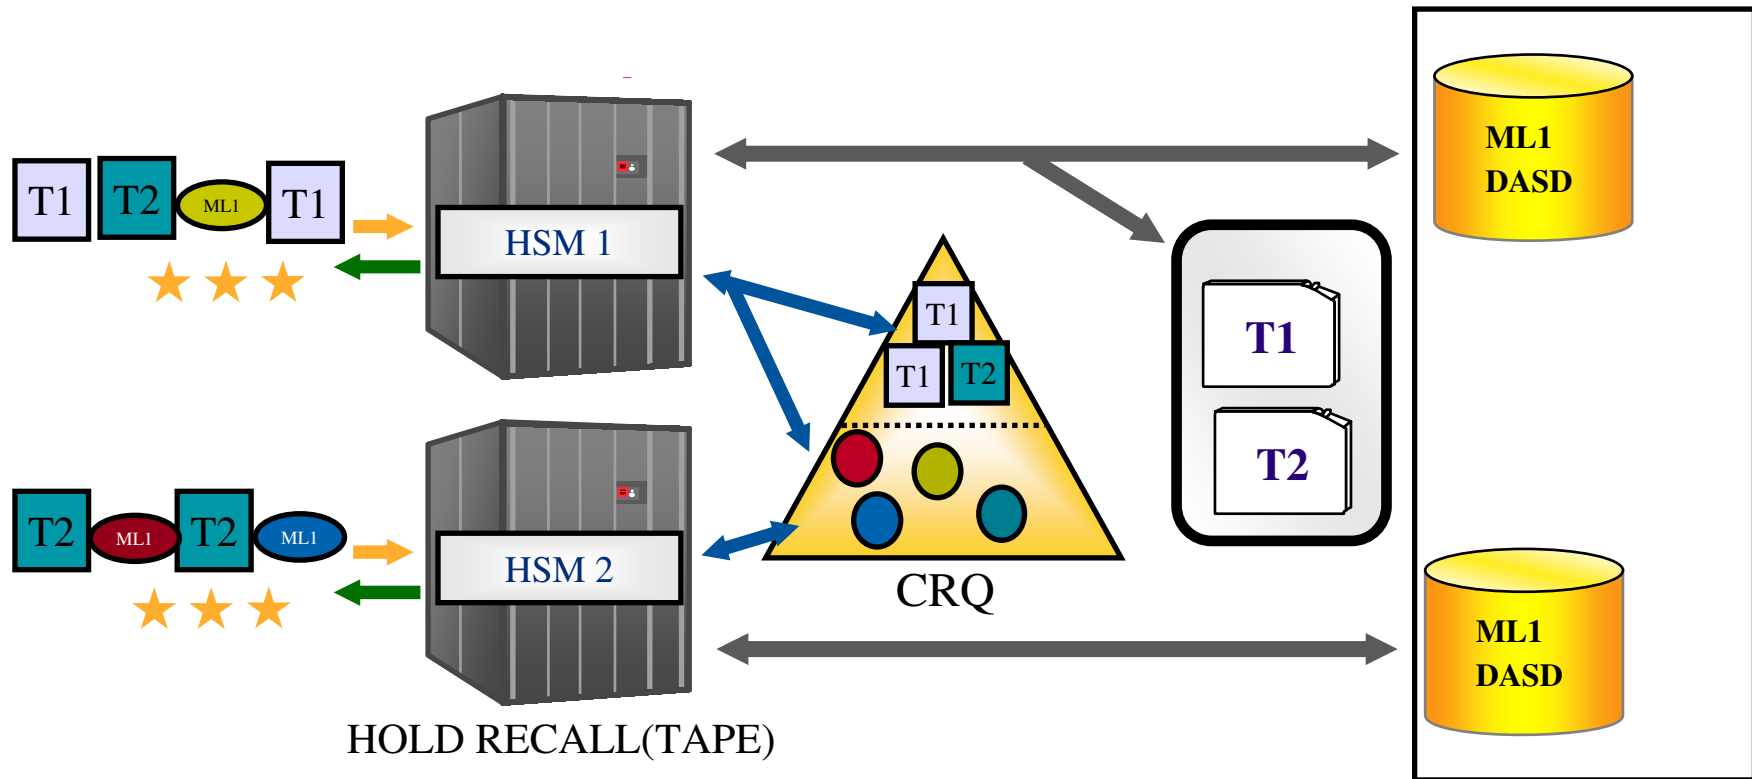 T1 T2 ML1 T1
HSM 1
ML1
DASD
T1
T1 T2
T1
T2
T2 ML1 T2 ML1
HSM 2
CRQ
ML1
DASD
HOLD RECALL(TAPE)